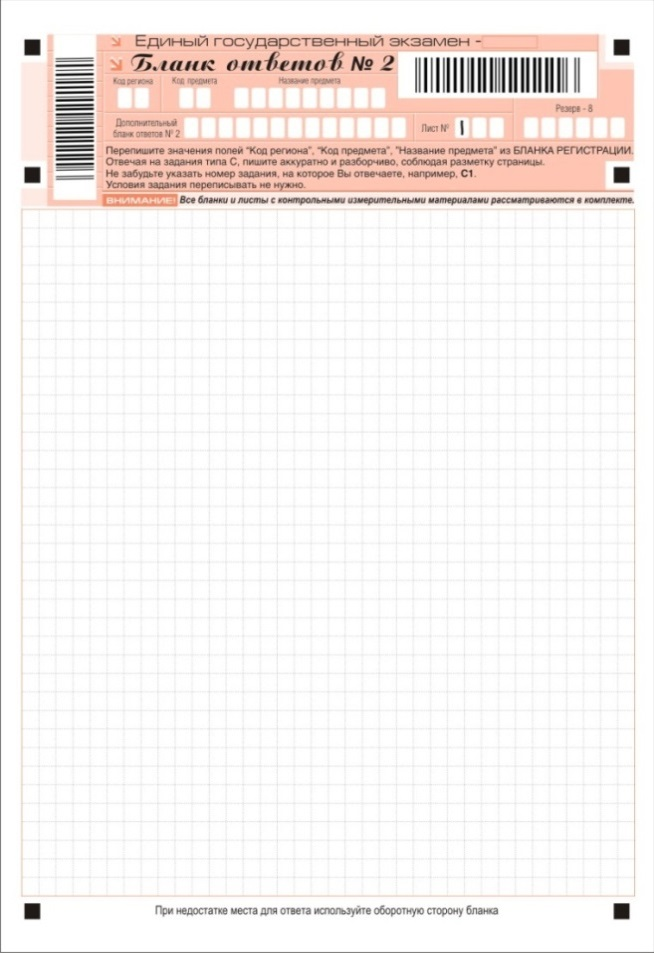 Единый государственный экзамен -
Бланк ответов № 2
Код региона Код предмета Название предмета
Резерв - 8
Дополнительный
бланк ответов № 2
Лист № 1
Перепишите значения полей "Код региона", "Код предмета", "Название предмета" из БЛАНКА РЕГИСТРАЦИИ.
Отвечая на задания типа С, пишите аккуратно и разборчиво, соблюдая разметку страницы.
Не забудьте указать номер задания, на которое Вы отвечаете, например, С1.
Условия задания переписывать не нужно.
ВНИМАНИЕ! Все бланки и листы с контрольными измерительными материалами рассматриваются в комплекте.
При недостатке места для ответа используйте оборотную сторону бланка